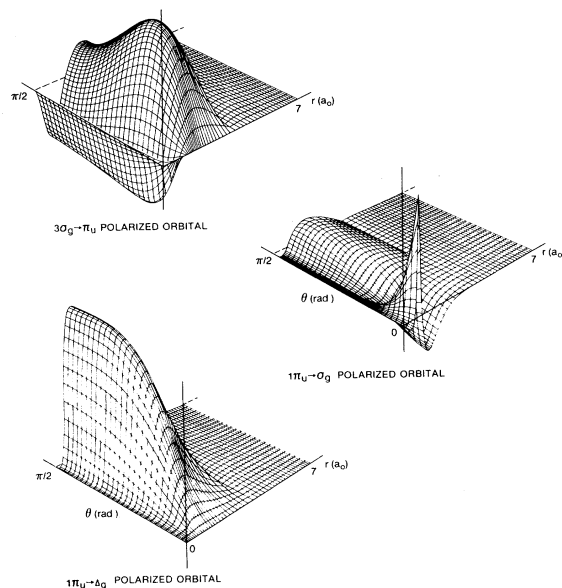 π/2
7 r (a₀)
3σg→πu POLARIZED ORBITAL
π/2
θ (rad)
0
7 r (a₀
1πu→σg POLARIZED ORBITAL
π/2
θ (rad)
0
7 r (a₀)
1πu→Δg POLARIZED ORBITAL